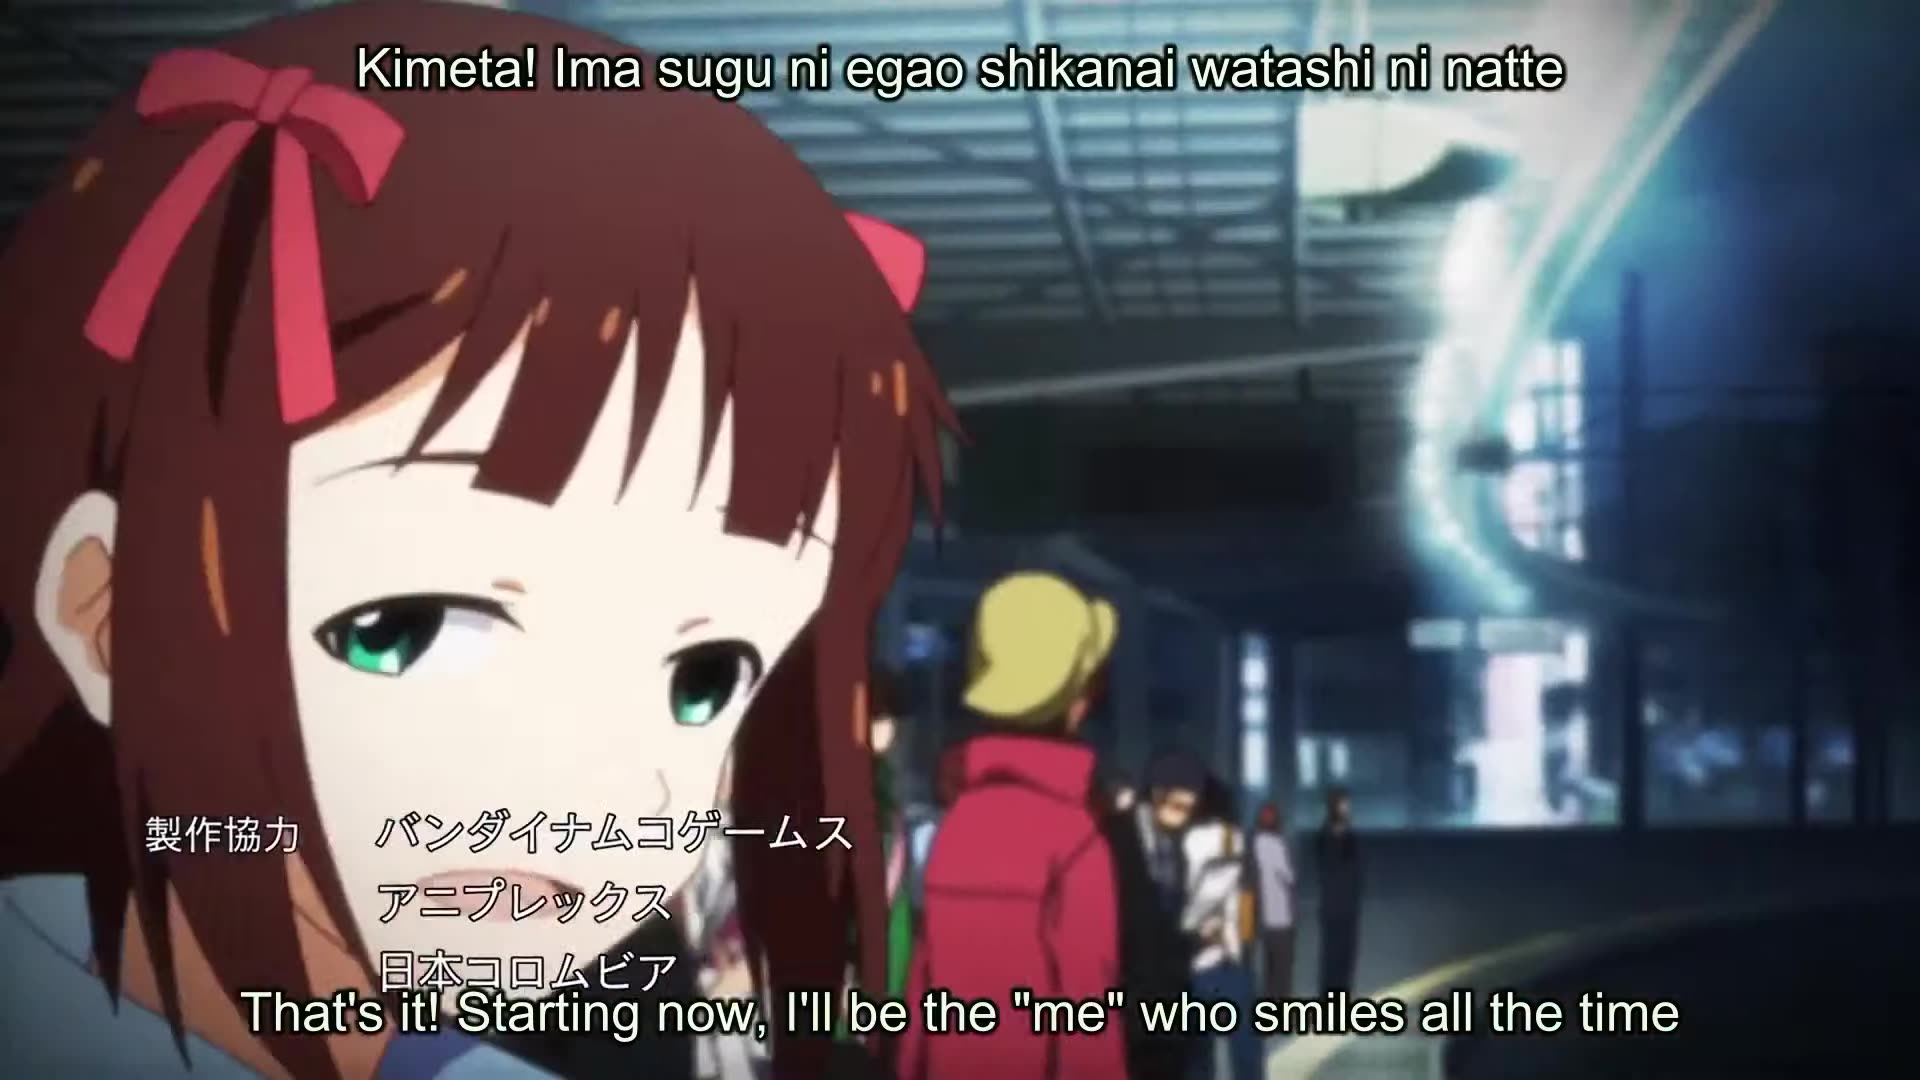 Kimeta! Ima sugu ni egao shikanai watashi ni natte
製作協力 バンダイナムコゲームス
アニプレックス
日本コロムビア
That's it! Starting now, I'll be the "me" who smiles all the time